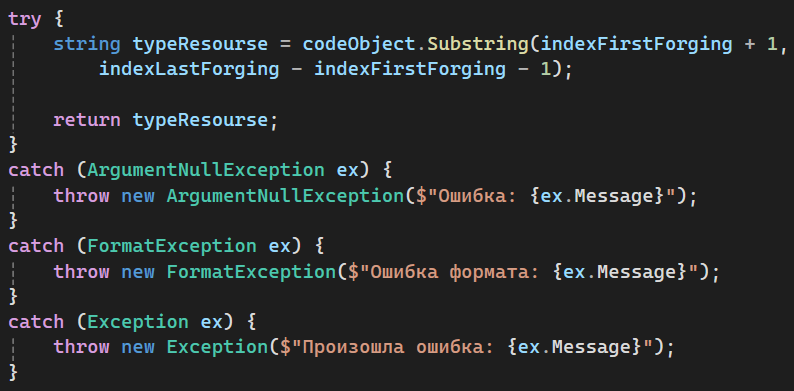 try {
    string typeResourse = codeObject.Substring(indexFirstForging + 1,
        indexLastForging - indexFirstForging - 1);
    return typeResourse;
}
catch (ArgumentNullException ex) {
    throw new ArgumentNullException($"Ошибка: {ex.Message}");
}
catch (FormatException ex) {
    throw new FormatException($"Ошибка формата: {ex.Message}");
}
catch (Exception ex) {
    throw new Exception($"Произошла ошибка: {ex.Message}");
}